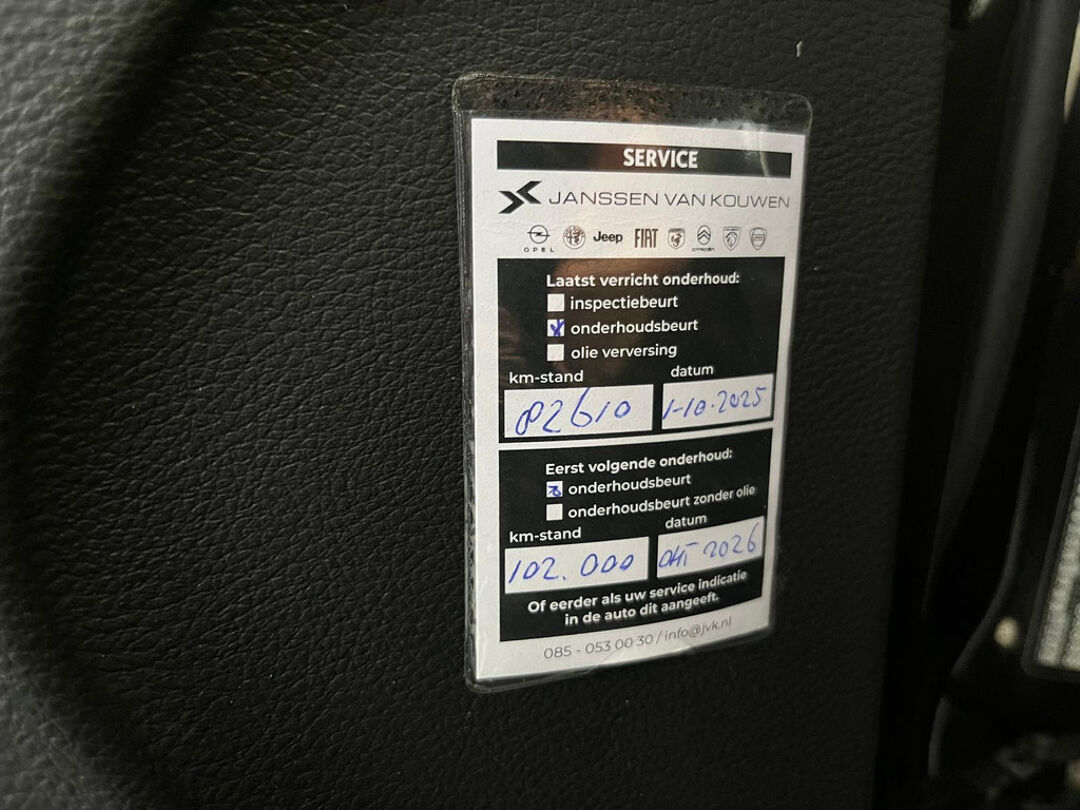 SERVICE
JANSSEN VAN KOUWEN
OPEL Jeep FIAT CITROËN
Laatst verricht onderhoud:
inspectiebeurt
onderhoudsbeurt
olie verversing
km-stand datum
82610 1-10-2025
Eerst volgende onderhoud:
onderhoudsbeurt
onderhoudsbeurt zonder olie
km-stand datum
102.000 OKT 2026
Of eerder als uw service indicatie
in de auto dit aangeeft.
085 - 053 00 30 / info@jvk.nl